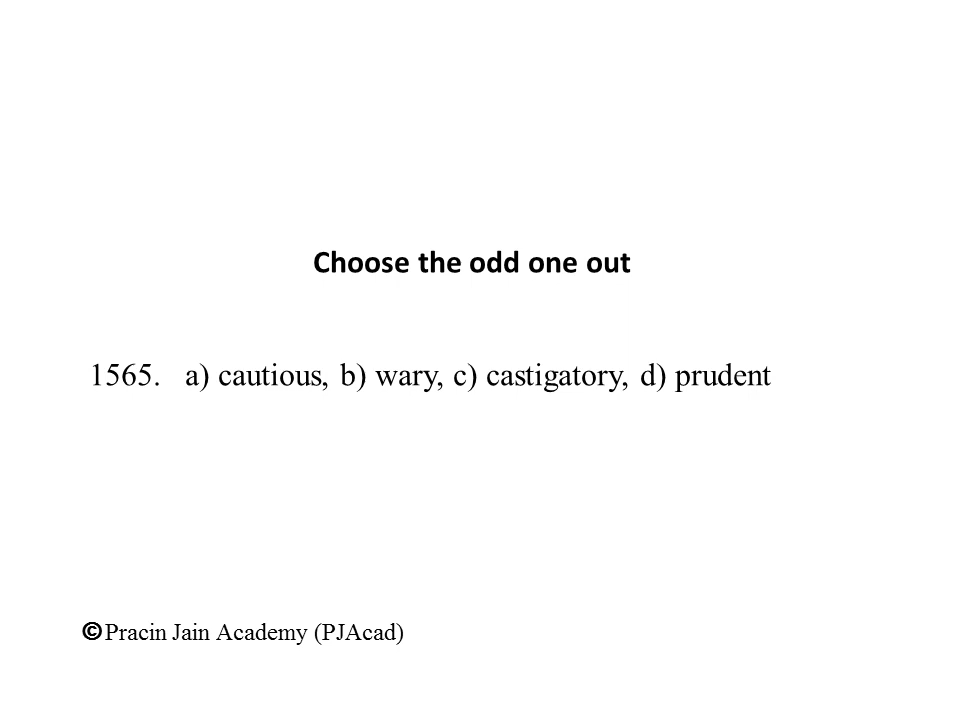 Choose the odd one out
1565. a) cautious, b) wary, c) castigatory, d) prudent
©Pracin Jain Academy (PJAcad)